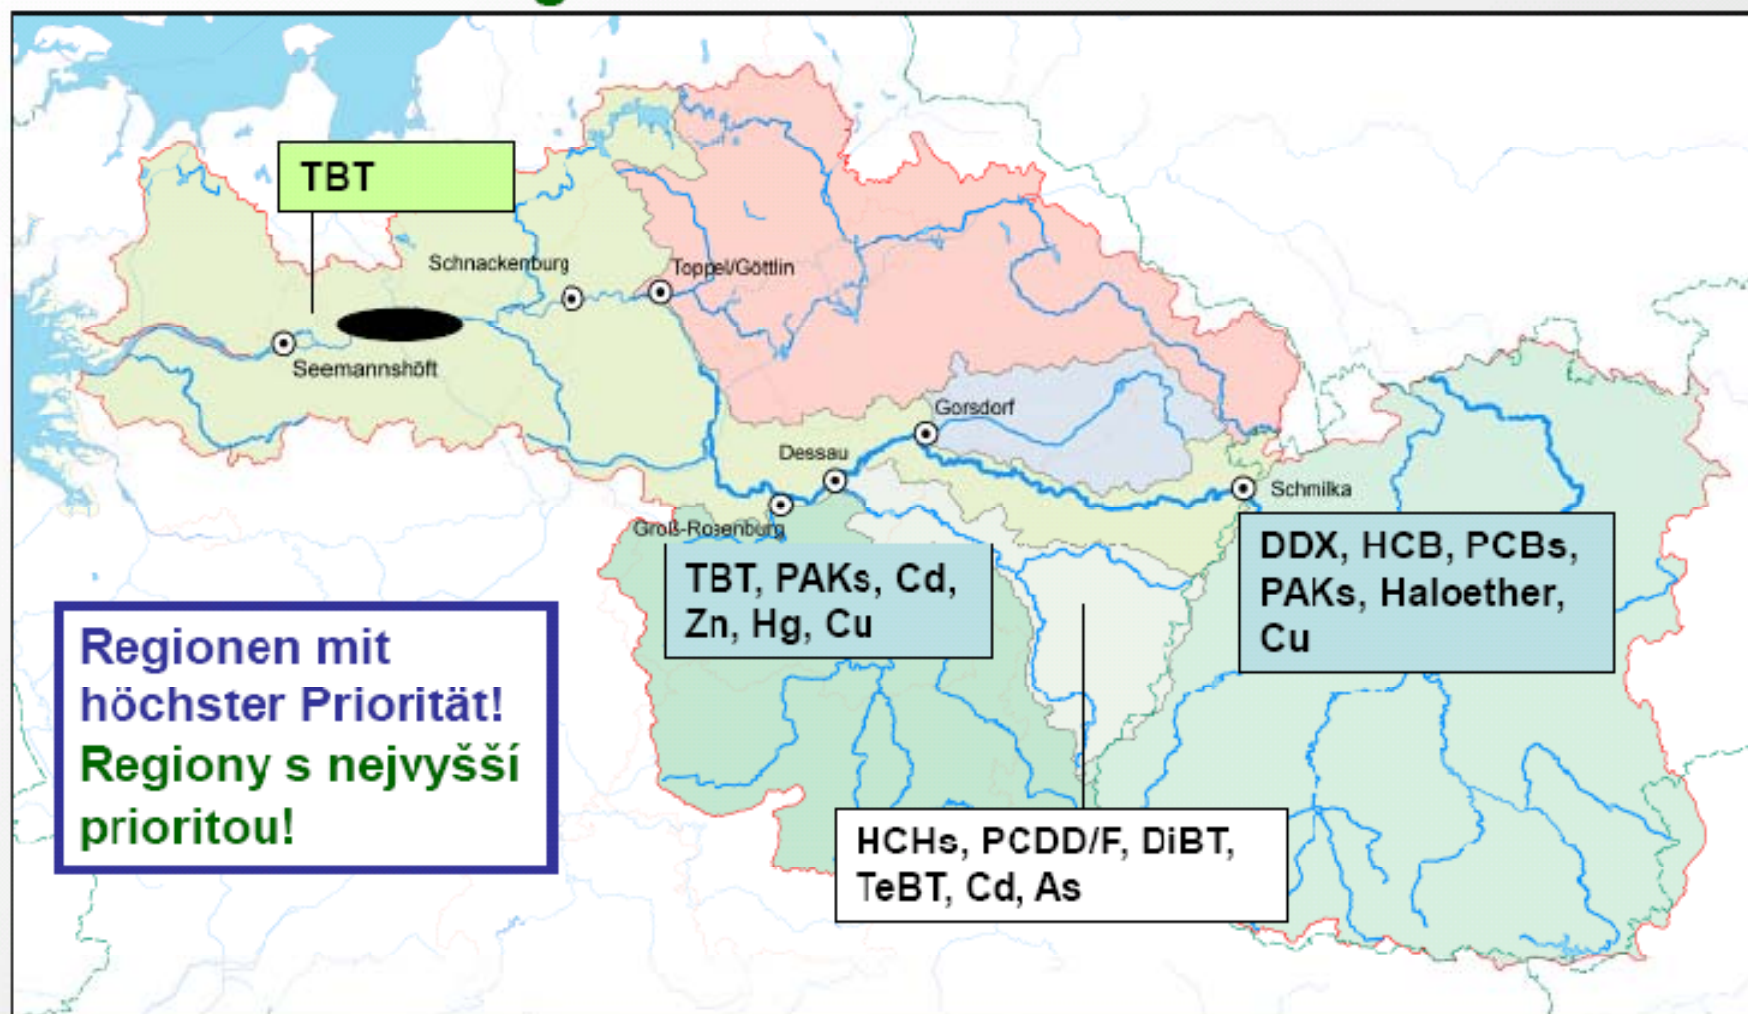 TBT
Schnackenburg
Toppel/Göttlin
Seemannshöft
Gorsdorf
Dessau
Schmilka
Groß-Rosenburg
TBT, PAKs, Cd,
Zn, Hg, Cu
DDX, HCB, PCBs,
PAKs, Haloether,
Cu
Regionen mit
höchster Priorität!
Regiony s nejvyšší
prioritou!
HCHs, PCDD/F, DiBT,
TeBT, Cd, As